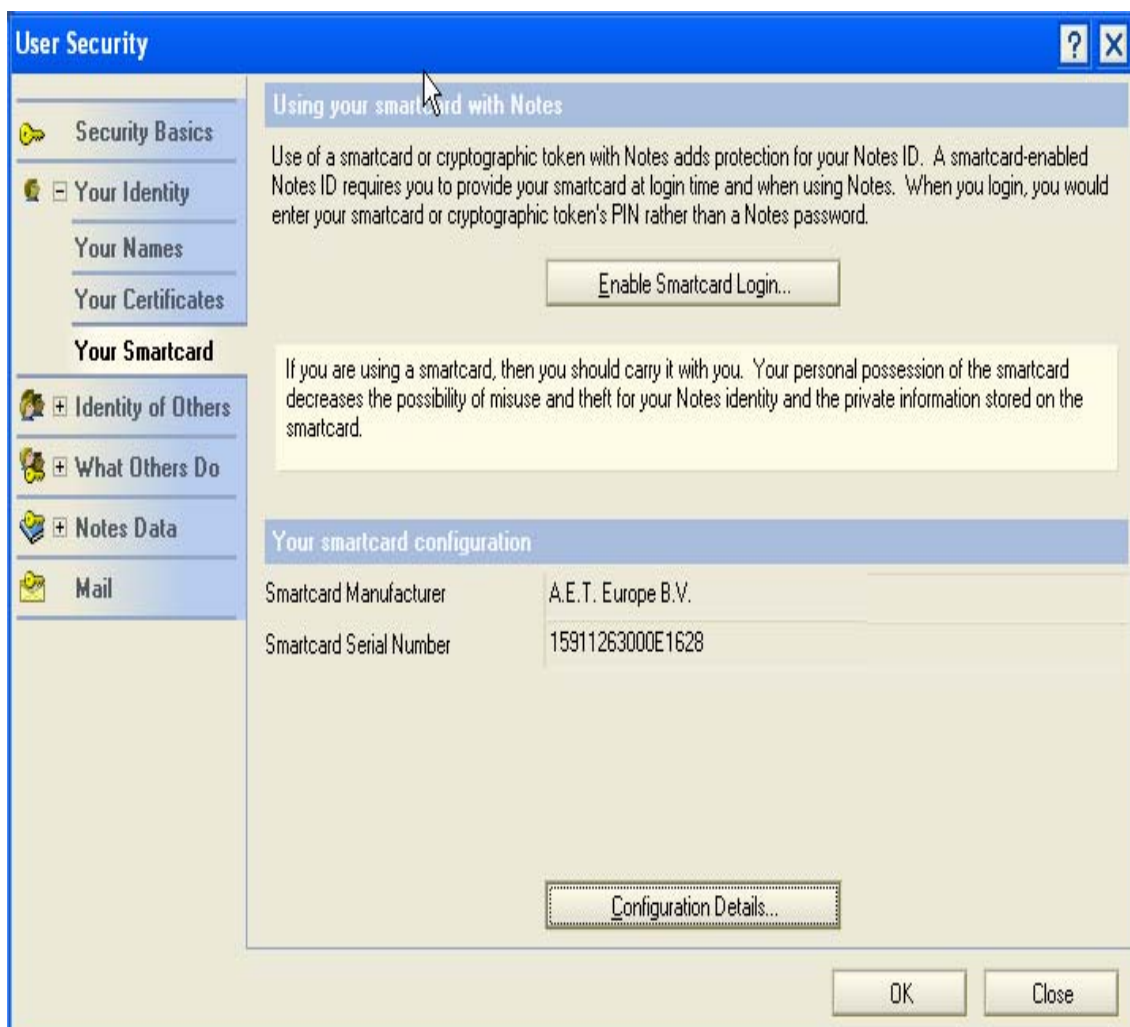 User Security
Security Basics
Your Identity
Your Names
Your Certificates
Your Smartcard
Identity of Others
What Others Do
Notes Data
Mail
Using your smartcard with Notes
Use of a smartcard or cryptographic token with Notes adds protection for your Notes ID. A smartcard-enabled
Notes ID requires you to provide your smartcard at login time and when using Notes. When you login, you would
enter your smartcard or cryptographic token's PIN rather than a Notes password.
Enable Smartcard Login...
If you are using a smartcard, then you should carry it with you. Your personal possession of the smartcard
decreases the possibility of misuse and theft for your Notes identity and the private information stored on the
smartcard.
Your smartcard configuration
Smartcard Manufacturer A.E.T. Europe B.V.
Smartcard Serial Number 15911263000E1628
Configuration Details...
OK Close